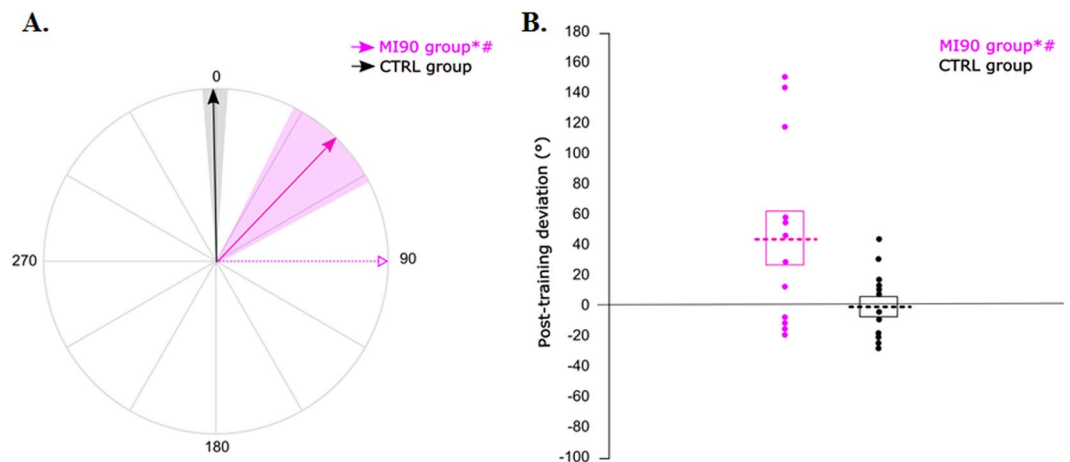 A.
MI90 group*#
CTRL group
0
90
270
180
B.
MI90 group*#
CTRL group
Post-training deviation (°)
180
160
140
120
100
80
60
40
20
0
-20
-40
-60
-80
-100